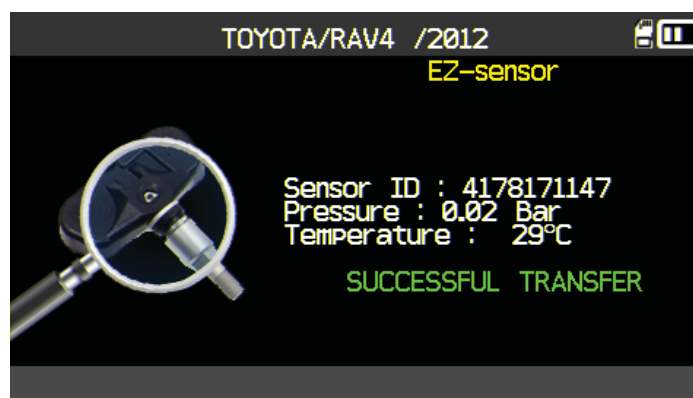 TOYOTA/RAV4 /2012
EZ-sensor
Sensor ID : 4178171147
Pressure : 0.02 Bar
Temperature : 29°C
SUCCESSFUL TRANSFER